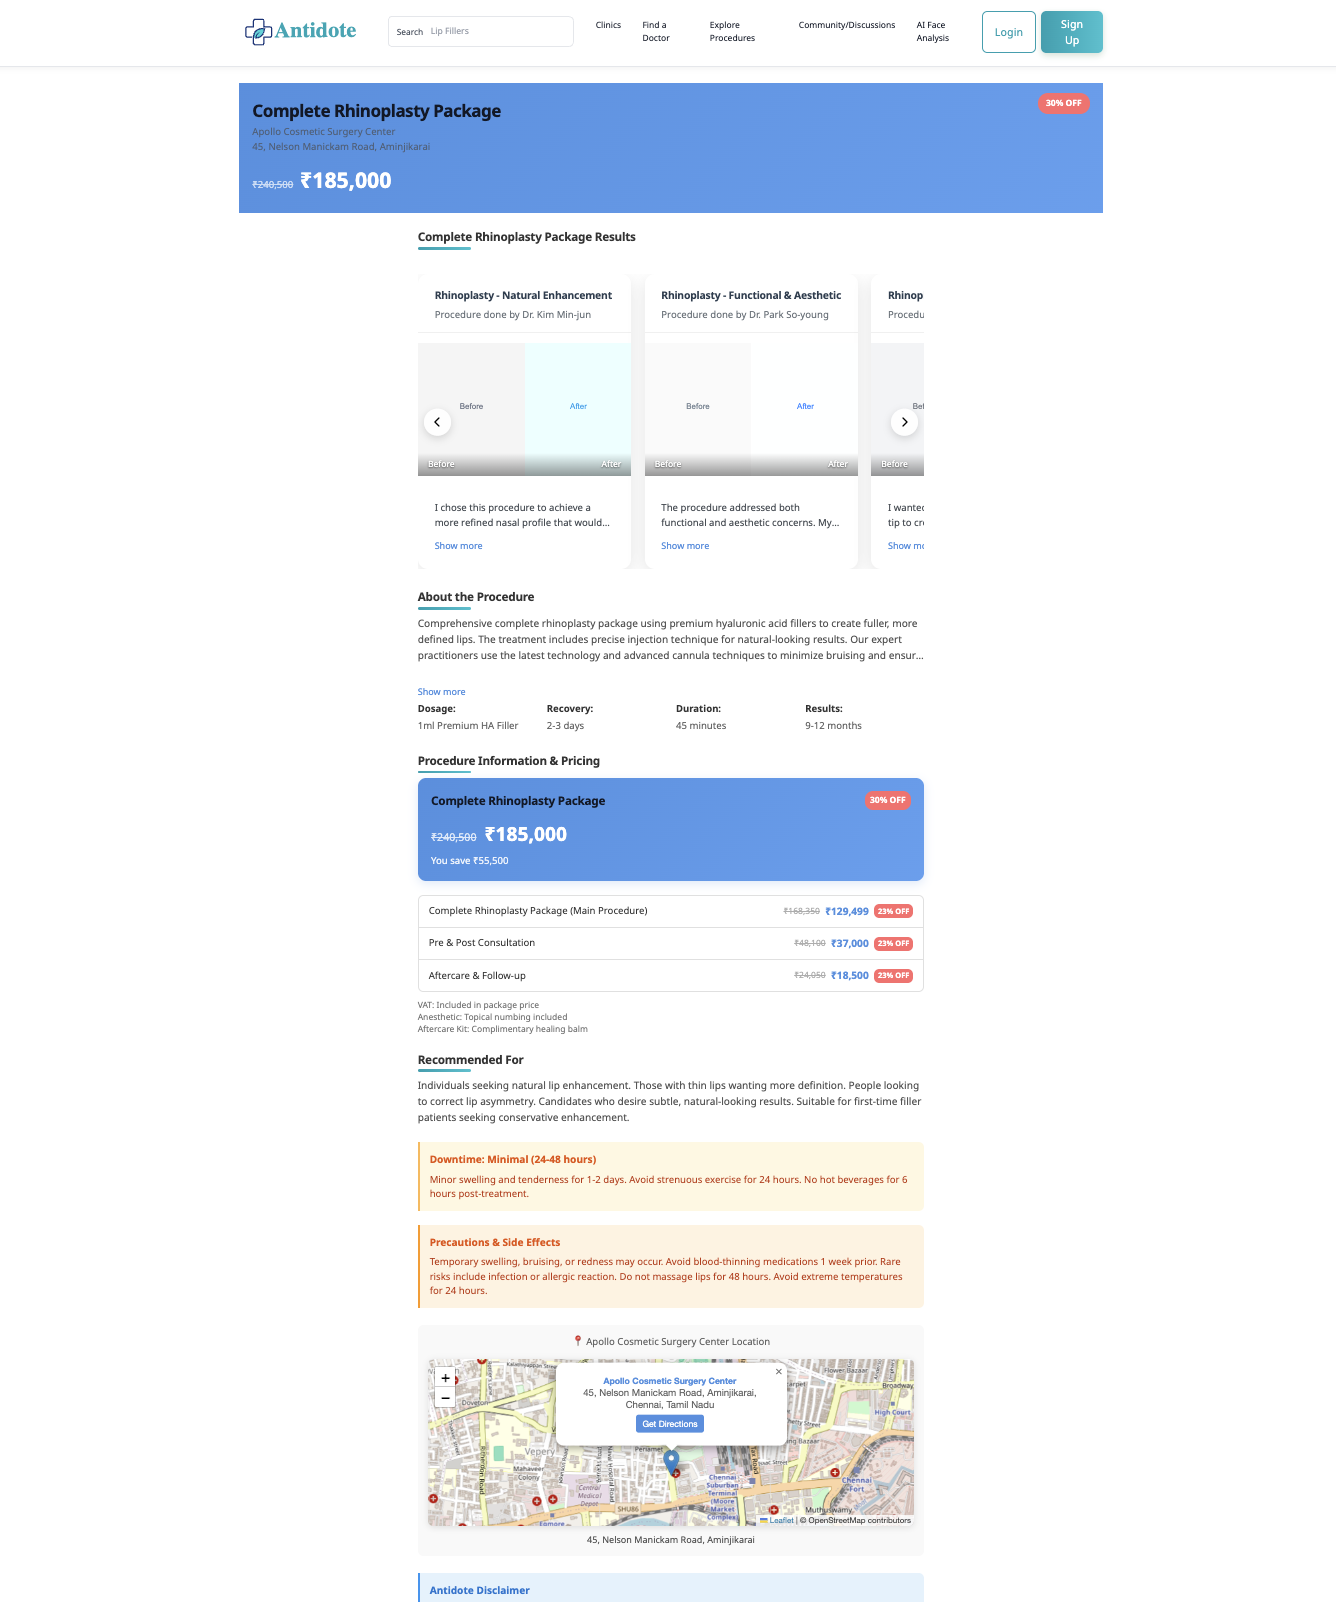 Antidote
Search Lip Fillers
Clinics
Find a Doctor
Explore Procedures
Community/Discussions
AI Face Analysis
Login
Sign Up
Complete Rhinoplasty Package
30% OFF
Apollo Cosmetic Surgery Center
45, Nelson Manickam Road, Aminjikarai
₹240,500 ₹185,000
Complete Rhinoplasty Package Results
Rhinoplasty - Natural Enhancement
Procedure done by Dr. Kim Min-jun
Before
After
Before
After
I chose this procedure to achieve a
more refined nasal profile that would...
Show more
Rhinoplasty - Functional & Aesthetic
Procedure done by Dr. Park So-young
Before
After
Before
After
The procedure addressed both
functional and aesthetic concerns. My...
Show more
Rhinop
Procedu
Bef
Before
I wanted
tip to cr
Show mo
About the Procedure
Comprehensive complete rhinoplasty package using premium hyaluronic acid fillers to create fuller, more
defined lips. The treatment includes precise injection technique for natural-looking results. Our expert
practitioners use the latest technology and advanced cannula techniques to minimize bruising and ensur...
Show more
Dosage: Recovery: Duration: Results:
1ml Premium HA Filler 2-3 days 45 minutes 9-12 months
Procedure Information & Pricing
Complete Rhinoplasty Package
30% OFF
₹240,500 ₹185,000
You save ₹55,500
Complete Rhinoplasty Package (Main Procedure) ₹168,350 ₹129,499 23% OFF
Pre & Post Consultation ₹48,100 ₹37,000 23% OFF
Aftercare & Follow-up ₹24,050 ₹18,500 23% OFF
VAT: Included in package price
Anesthetic: Topical numbing included
Aftercare Kit: Complimentary healing balm
Recommended For
Individuals seeking natural lip enhancement. Those with thin lips wanting more definition. People looking
to correct lip asymmetry. Candidates who desire subtle, natural-looking results. Suitable for first-time filler
patients seeking conservative enhancement.
Downtime: Minimal (24-48 hours)
Minor swelling and tenderness for 1-2 days. Avoid strenuous exercise for 24 hours. No hot beverages for 6
hours post-treatment.
Precautions & Side Effects
Temporary swelling, bruising, or redness may occur. Avoid blood-thinning medications 1 week prior. Rare
risks include infection or allergic reaction. Do not massage lips for 48 hours. Avoid extreme temperatures
for 24 hours.
Apollo Cosmetic Surgery Center Location
+
−
×
Apollo Cosmetic Surgery Center
45, Nelson Manickam Road, Aminjikarai,
Chennai, Tamil Nadu
Get Directions
Flower Bazaar
Broadway
High Court
Dovetom
Vepery
Periamet
Mahaveer
Colony
Central
Medical
Depot
SHU86
Egmore
Chennai
Suburban
Terminal
(Moore
Market
Complex)
Chennai
Fort
Muthuswamy
Leaflet | © OpenStreetMap contributors
45, Nelson Manickam Road, Aminjikarai
Antidote Disclaimer